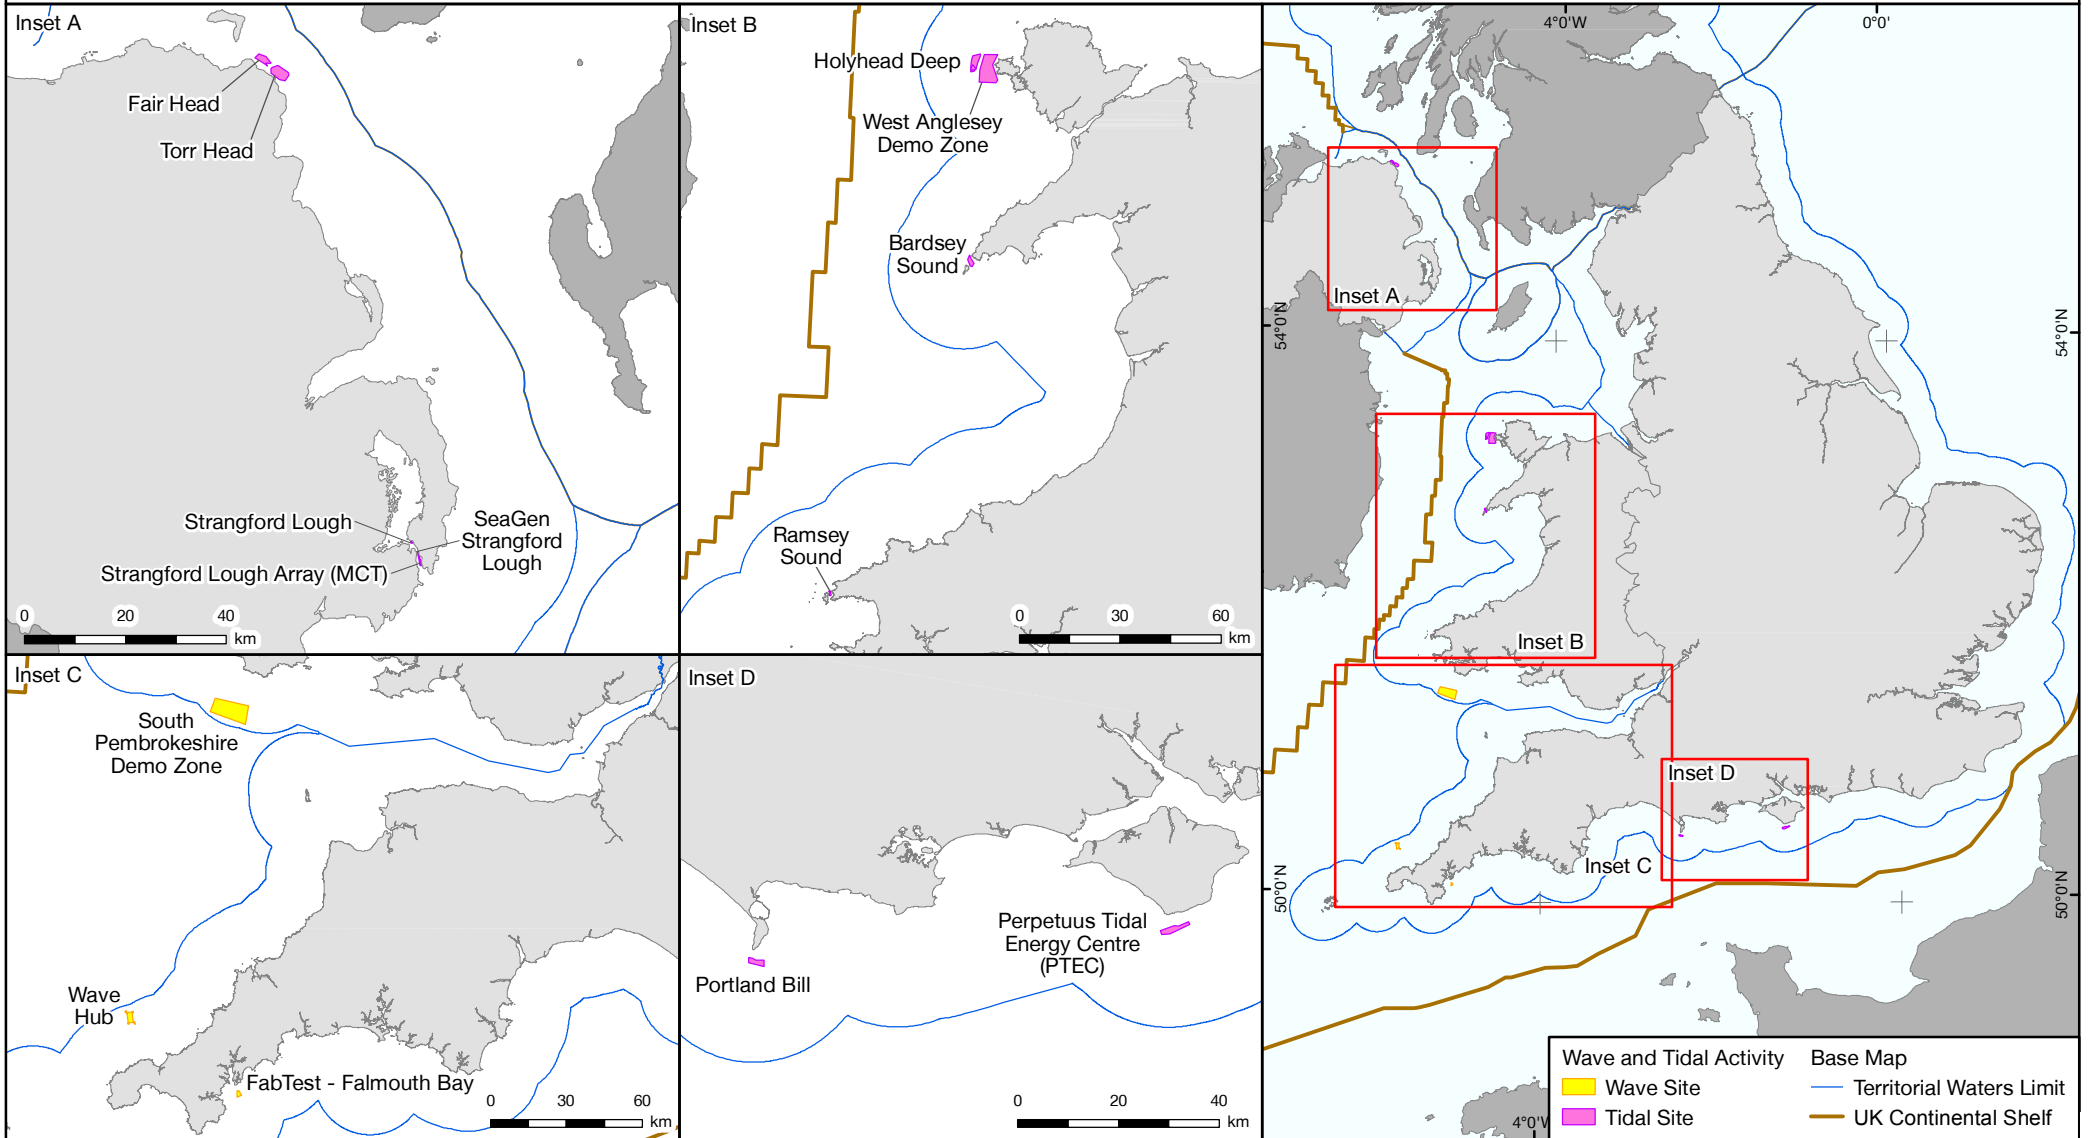 Inset A
Fair Head
Torr Head
Strangford Lough
SeaGen
Strangford
Lough
Strangford Lough Array (MCT)
0 20 40 km
Inset B
Holyhead Deep
West Anglesey
Demo Zone
Bardsey
Sound
Ramsey
Sound
0 30 60 km
Inset C
South
Pembrokeshire
Demo Zone
Wave
Hub
FabTest - Falmouth Bay
0 30 60 km
Inset D
Perpetuus Tidal
Energy Centre
(PTEC)
Portland Bill
0 20 40 km
4°0'W 0°0'
Inset A
54°0'N 54°0'N
Inset B
Inset D
Inset C
50°0'N 50°0'N
4°0'W
Wave and Tidal Activity
Wave Site
Tidal Site
Base Map
Territorial Waters Limit
UK Continental Shelf